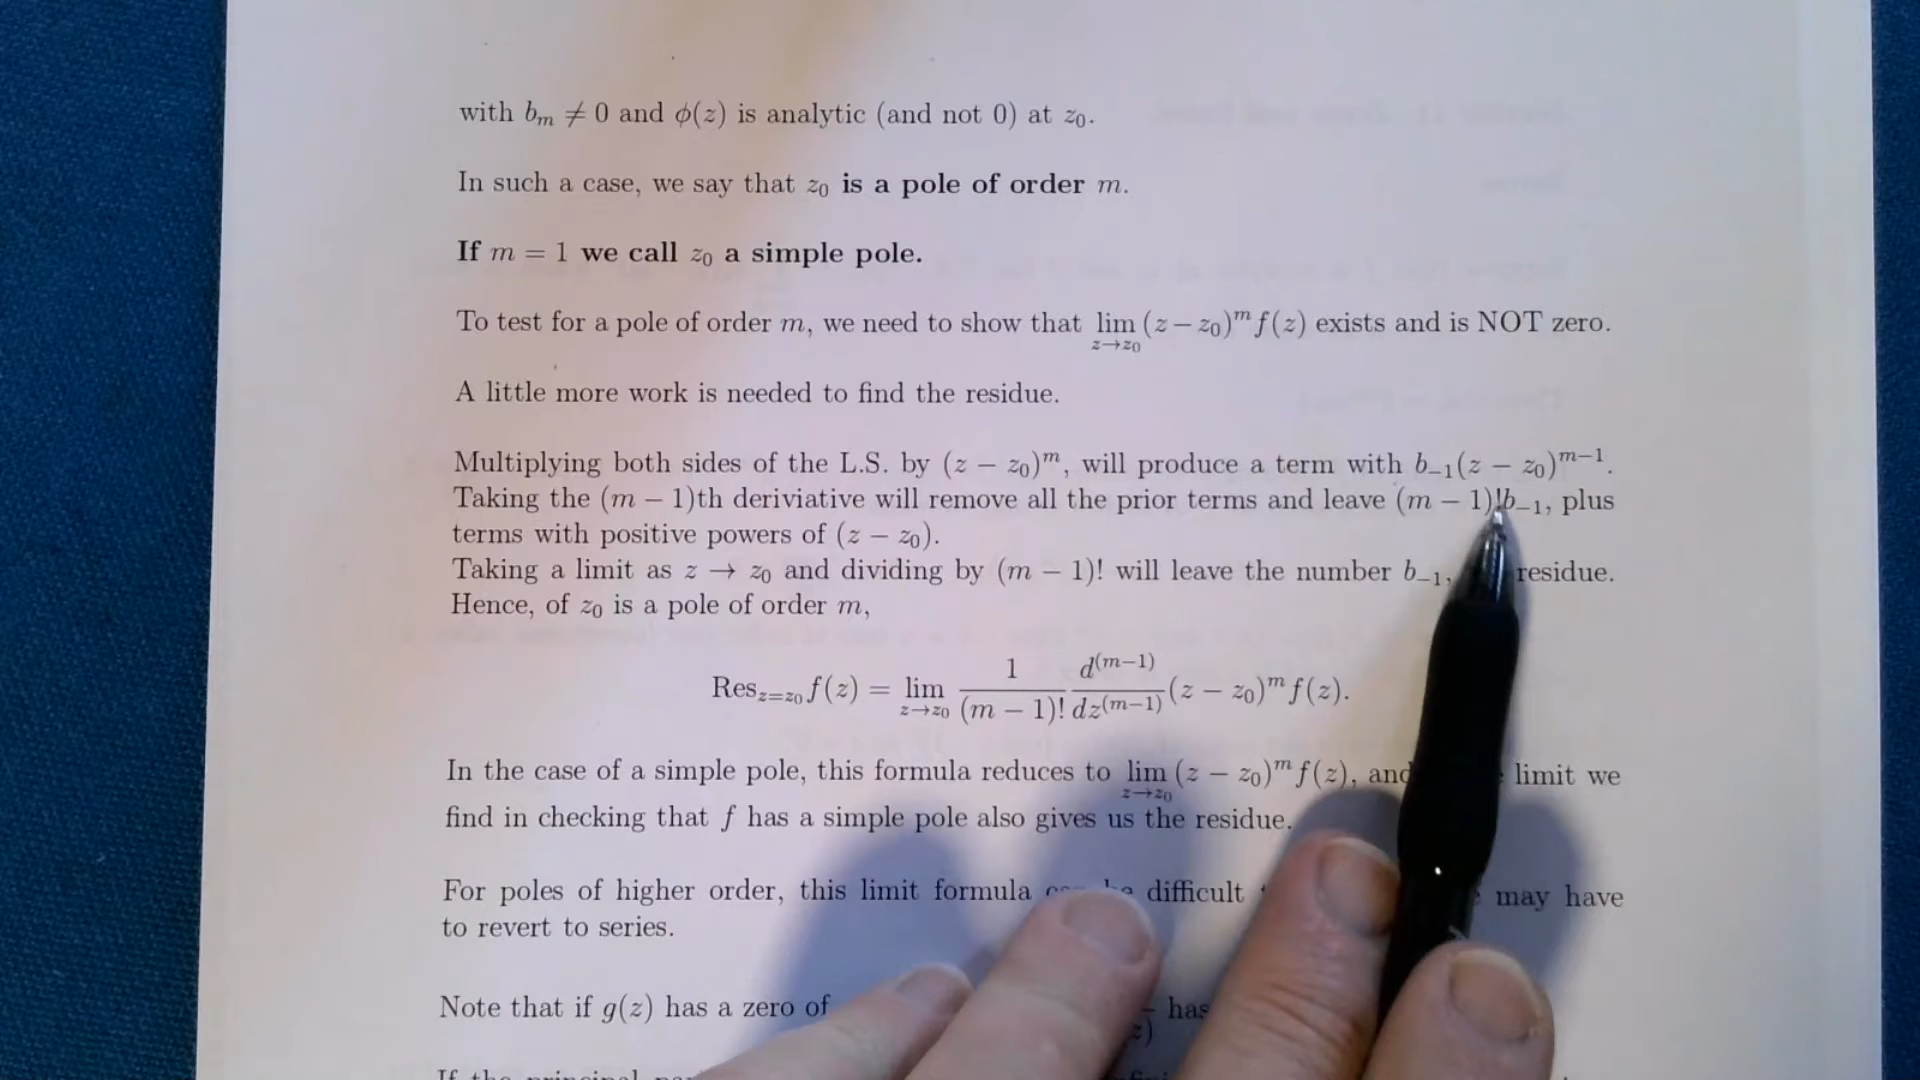 with b_m ≠ 0 and ϕ(z) is analytic (and not 0) at z_0.
In such a case, we say that z_0 is a pole of order m.
If m = 1 we call z_0 a simple pole.
To test for a pole of order m, we need to show that lim_{z→z_0} (z − z_0)^m f(z) exists and is NOT zero.
A little more work is needed to find the residue.
Multiplying both sides of the L.S. by (z − z_0)^m, will produce a term with b_{−1}(z − z_0)^{m−1}.
Taking the (m − 1)th deriviative will remove all the prior terms and leave (m − 1)!b_{−1}, plus
terms with positive powers of (z − z_0).
Taking a limit as z → z_0 and dividing by (m − 1)! will leave the number b_{−1}, residue.
Hence, of z_0 is a pole of order m,
Res_{z=z_0} f(z) = lim_{z→z_0} \frac{1}{(m − 1)!} \frac{d^{(m−1)}}{dz^{(m−1)}} (z − z_0)^m f(z).
In the case of a simple pole, this formula reduces to lim_{z→z_0} (z − z_0)^m f(z), and limit we
find in checking that f has a simple pole also gives us the residue.
For poles of higher order, this limit formula difficult may have
to revert to series.
Note that if g(z) has a zero of has
If the principal